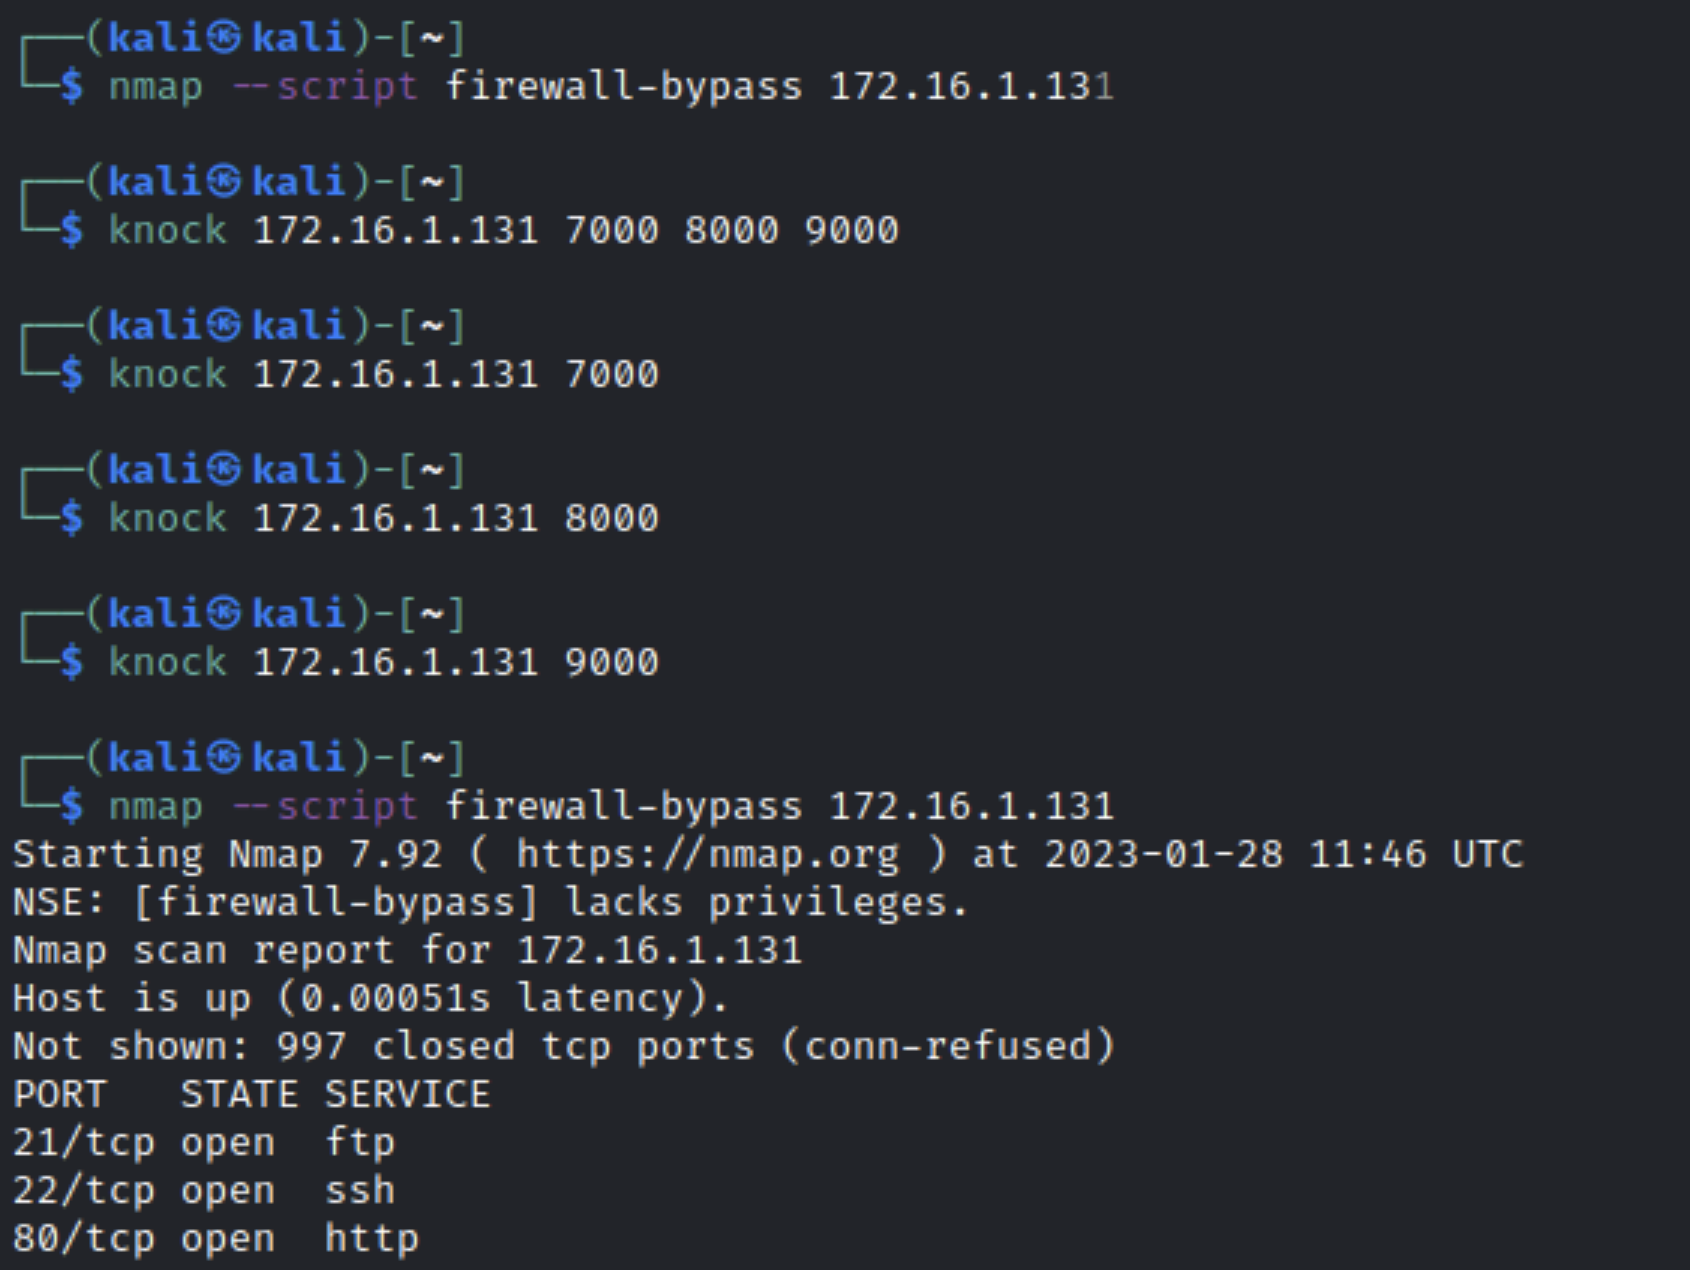 ┌──(kali㉿kali)-[~]
└─$ nmap --script firewall-bypass 172.16.1.131
┌──(kali㉿kali)-[~]
└─$ knock 172.16.1.131 7000 8000 9000
┌──(kali㉿kali)-[~]
└─$ knock 172.16.1.131 7000
┌──(kali㉿kali)-[~]
└─$ knock 172.16.1.131 8000
┌──(kali㉿kali)-[~]
└─$ knock 172.16.1.131 9000
┌──(kali㉿kali)-[~]
└─$ nmap --script firewall-bypass 172.16.1.131
Starting Nmap 7.92 ( https://nmap.org ) at 2023-01-28 11:46 UTC
NSE: [firewall-bypass] lacks privileges.
Nmap scan report for 172.16.1.131
Host is up (0.00051s latency).
Not shown: 997 closed tcp ports (conn-refused)
PORT   STATE SERVICE
21/tcp open  ftp
22/tcp open  ssh
80/tcp open  http